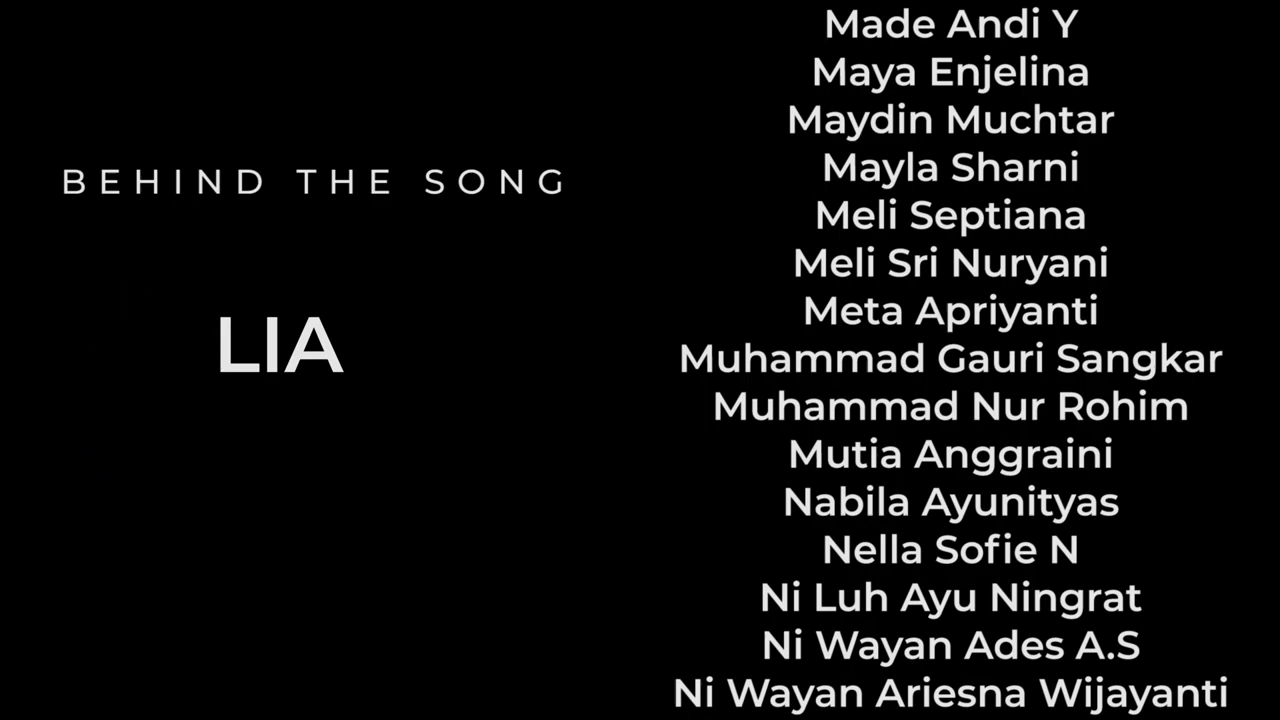 BEHIND THE SONG
LIA
Made Andi Y
Maya Enjelina
Maydin Muchtar
Mayla Sharni
Meli Septiana
Meli Sri Nuryani
Meta Apriyanti
Muhammad Gauri Sangkar
Muhammad Nur Rohim
Mutia Anggraini
Nabila Ayunityas
Nella Sofie N
Ni Luh Ayu Ningrat
Ni Wayan Ades A.S
Ni Wayan Ariesna Wijayanti